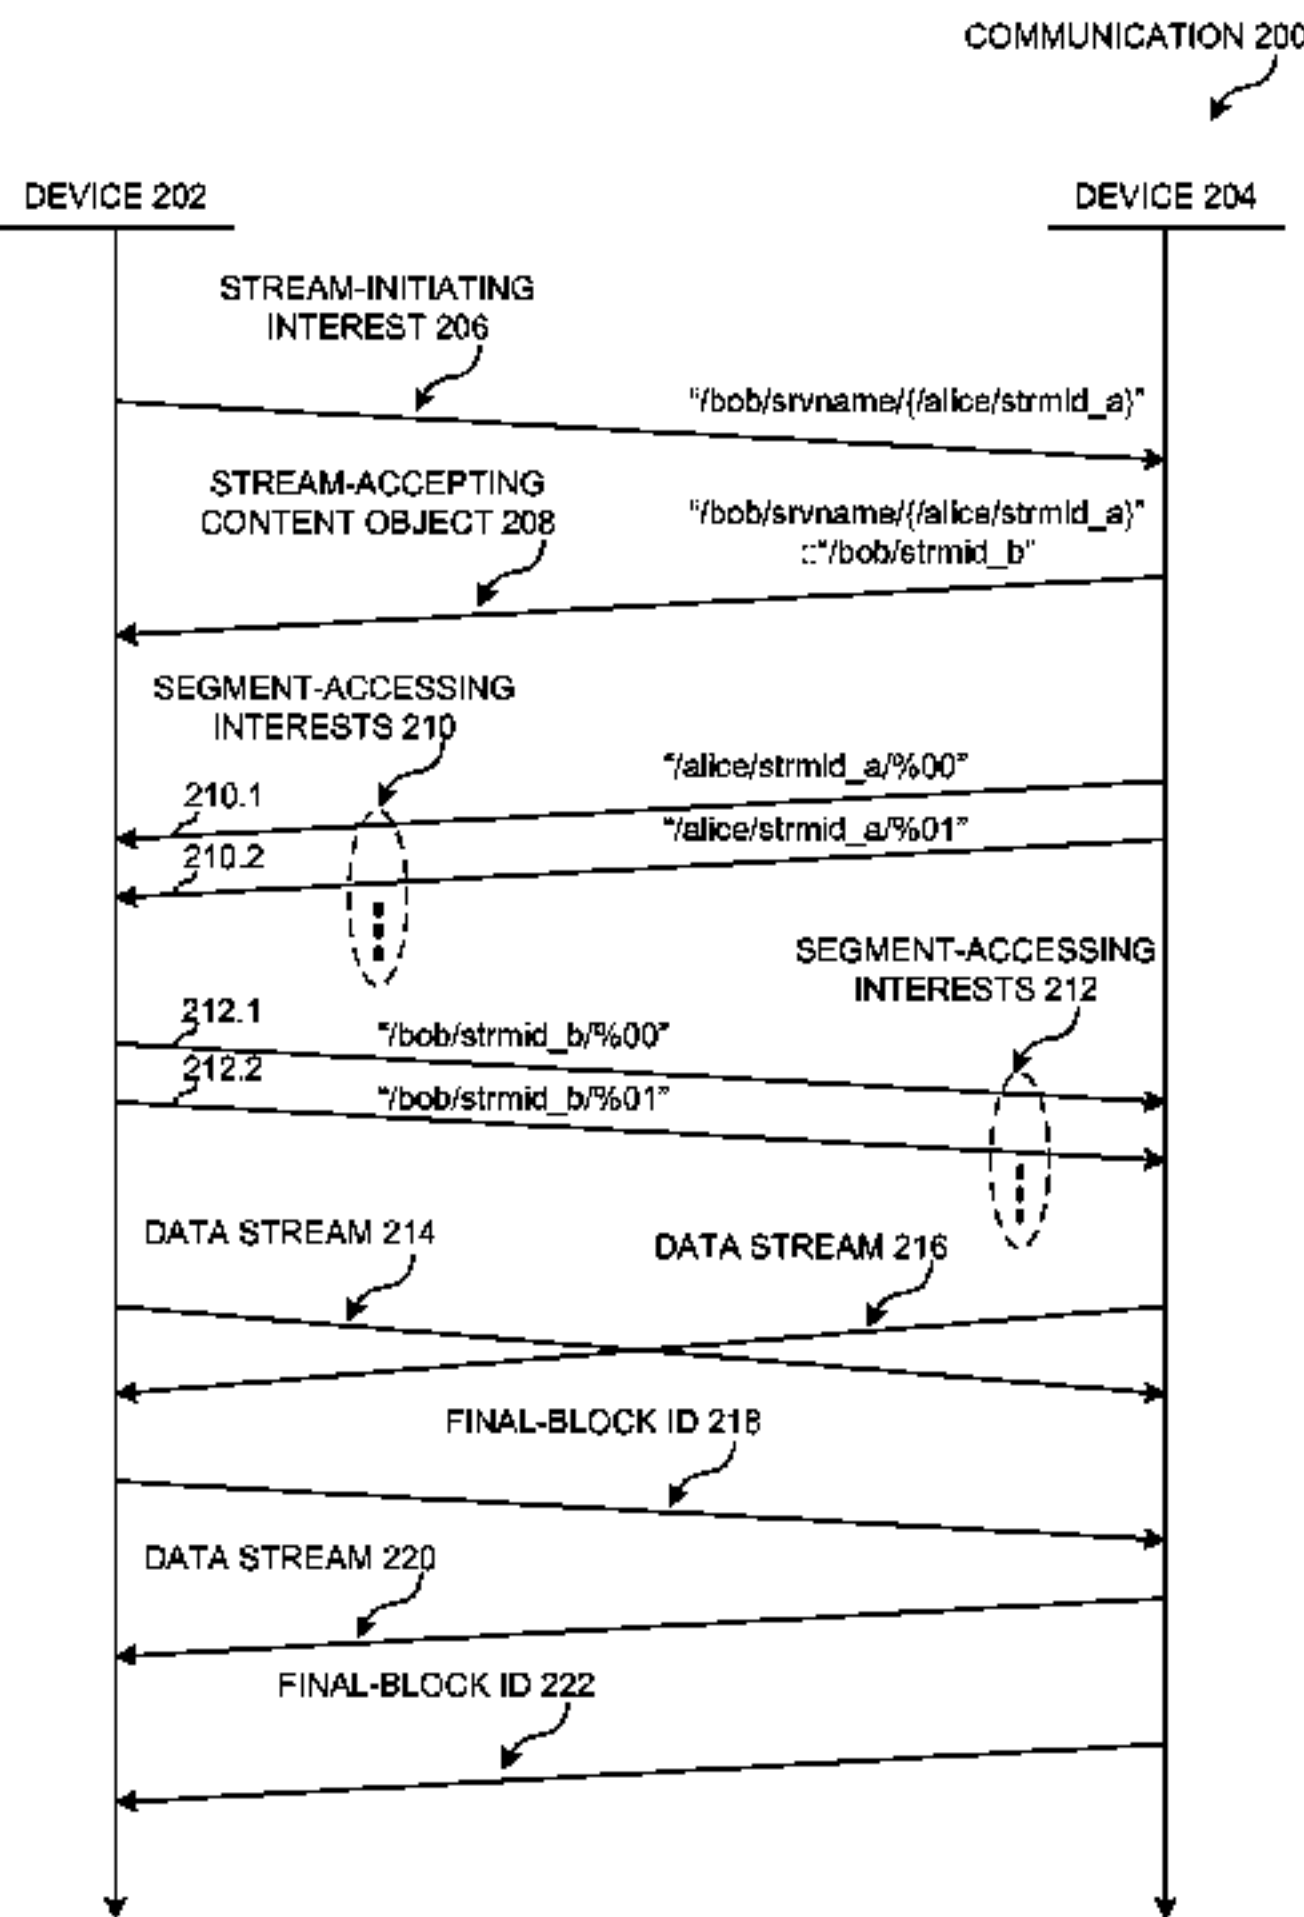 COMMUNICATION 200
DEVICE 202
DEVICE 204
STREAM-INITIATING
INTEREST 206
"/bob/srvname/{/alice/strmid_a}"
STREAM-ACCEPTING
CONTENT OBJECT 208
"/bob/srvname/{/alice/strmid_a}"
::"/bob/strmid_b"
SEGMENT-ACCESSING
INTERESTS 210
"/alice/strmid_a/%00"
210.1
"/alice/strmid_a/%01"
210.2
SEGMENT-ACCESSING
INTERESTS 212
212.1
"/bob/strmid_b/%00"
212.2
"/bob/strmid_b/%01"
DATA STREAM 214
DATA STREAM 216
FINAL-BLOCK ID 218
DATA STREAM 220
FINAL-BLOCK ID 222